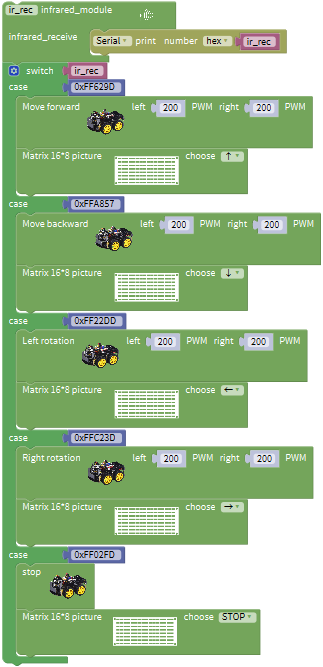 ir_rec infrared_module
infrared_receive Serial print number hex ir_rec
switch ir_rec
case 0xFF629D
Move forward left 200 PWM right 200 PWM
Matrix 16*8 picture choose ↑
case 0xFFA857
Move backward left 200 PWM right 200 PWM
Matrix 16*8 picture choose ↓
case 0xFF22DD
Left rotation left 200 PWM right 200 PWM
Matrix 16*8 picture choose ←
case 0xFFC23D
Right rotation left 200 PWM right 200 PWM
Matrix 16*8 picture choose →
case 0xFF02FD
stop
Matrix 16*8 picture choose STOP